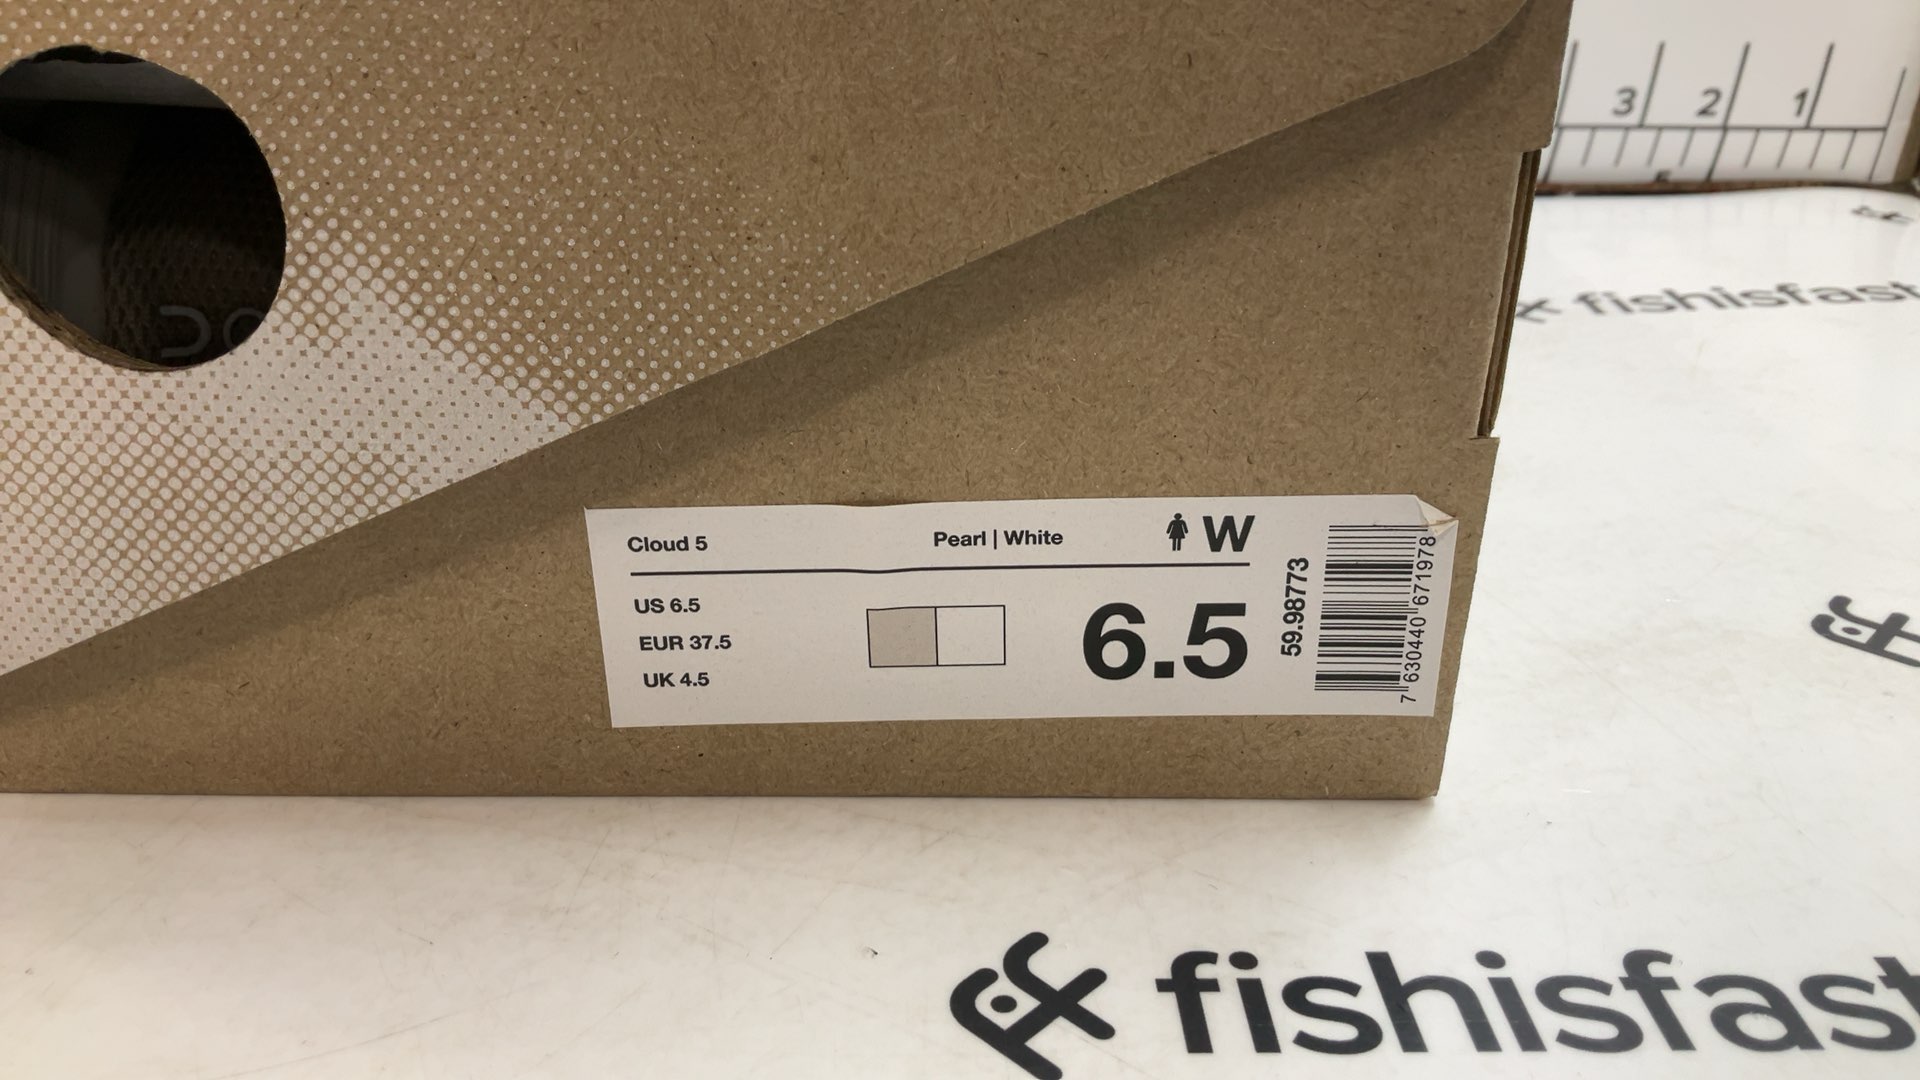 3 2 1
fishisfast
Cloud 5 Pearl | White W
US 6.5
EUR 37.5
UK 4.5
6.5
59.98773
7 630440 671978
fishisfast